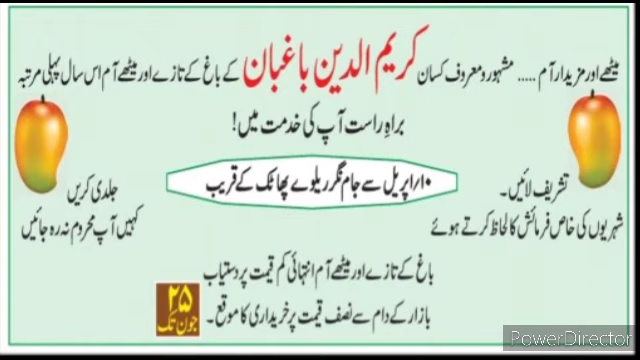 میٹھے اور مزیدار آم ..... مشہور و معروف کسان کریم الدین باغبان کے باغ کے تازے اور میٹھے آم اس سال پہلی مرتبہ
براہِ راست آپ کی خدمت میں!
۱۰/اپریل سے جام نگر ریلوے پھاٹک کے قریب
تشریف لائیں۔
جلدی کریں
شہریوں کی خاص فرمائش کا لحاظ کرتے ہوئے
کہیں آپ محروم نہ رہ جائیں
باغ کے تازے اور میٹھے آم انتہائی کم قیمت پر دستیاب
بازار کے دام سے نصف قیمت پر خریداری کا موقع۔
۲۵
جون تک
PowerDirector